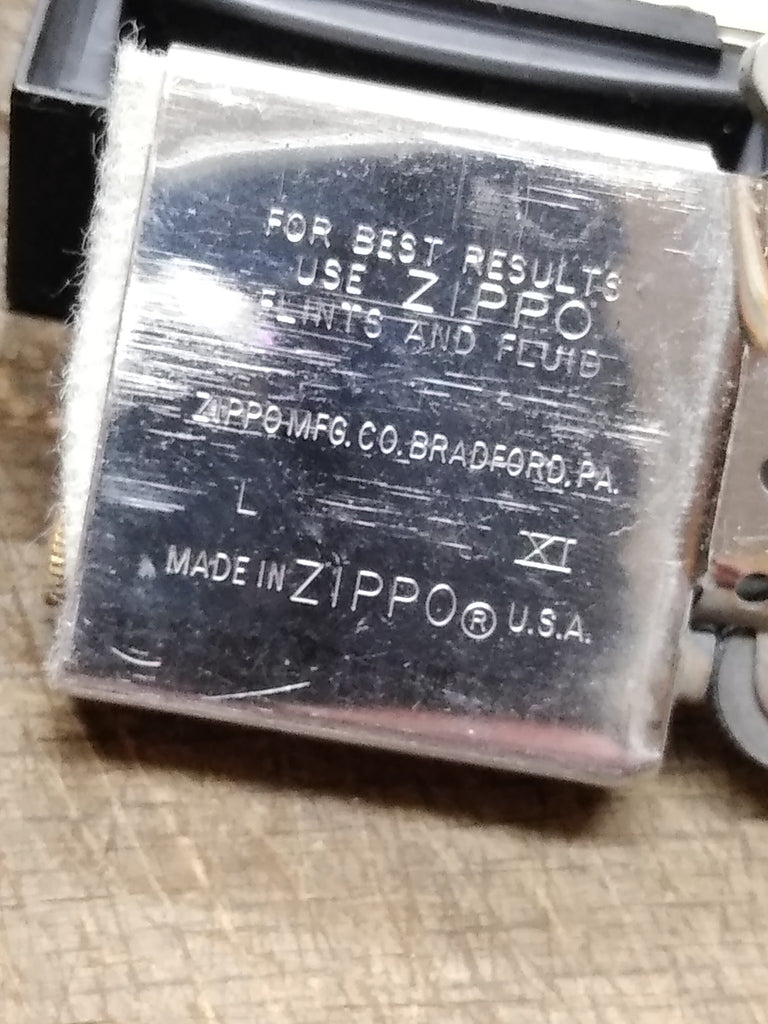 FOR BEST RESULTS
USE ZIPPO
FLINTS AND FLUID
ZIPPO MFG. CO. BRADFORD, PA.
L XI
MADE IN ZIPPO® U.S.A.